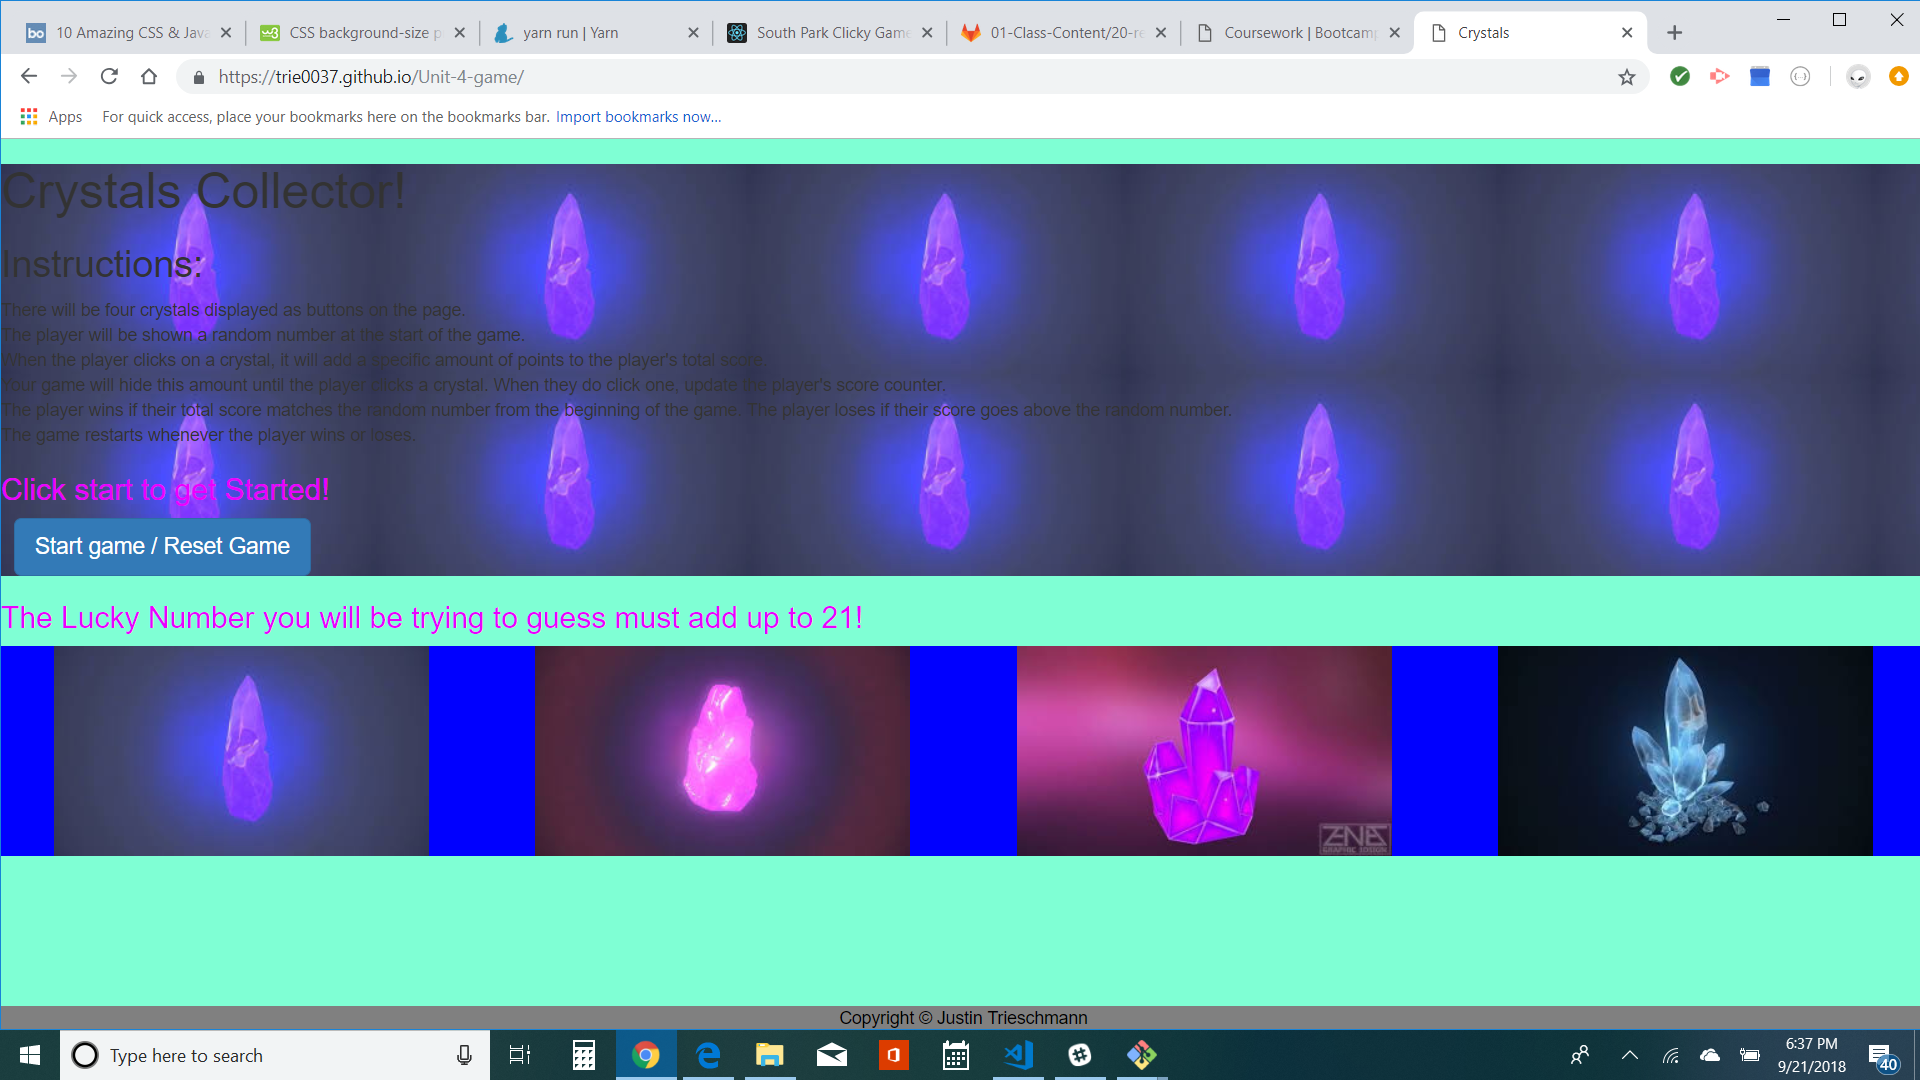 10 Amazing CSS & Java
CSS background-size p
yarn run | Yarn
South Park Clicky Game
01-Class-Content/20-re
Coursework | Bootcamp
Crystals
https://trie0037.github.io/Unit-4-game/
Apps
For quick access, place your bookmarks here on the bookmarks bar. Import bookmarks now...
Crystals Collector!
Instructions:
There will be four crystals displayed as buttons on the page.
The player will be shown a random number at the start of the game.
When the player clicks on a crystal, it will add a specific amount of points to the player's total score.
Your game will hide this amount until the player clicks a crystal. When they do click one, update the player's score counter.
The player wins if their total score matches the random number from the beginning of the game. The player loses if their score goes above the random number.
The game restarts whenever the player wins or loses.
Click start to get Started!
Start game / Reset Game
The Lucky Number you will be trying to guess must add up to 21!
Copyright © Justin Trieschmann
Type here to search
6:37 PM
9/21/2018
40